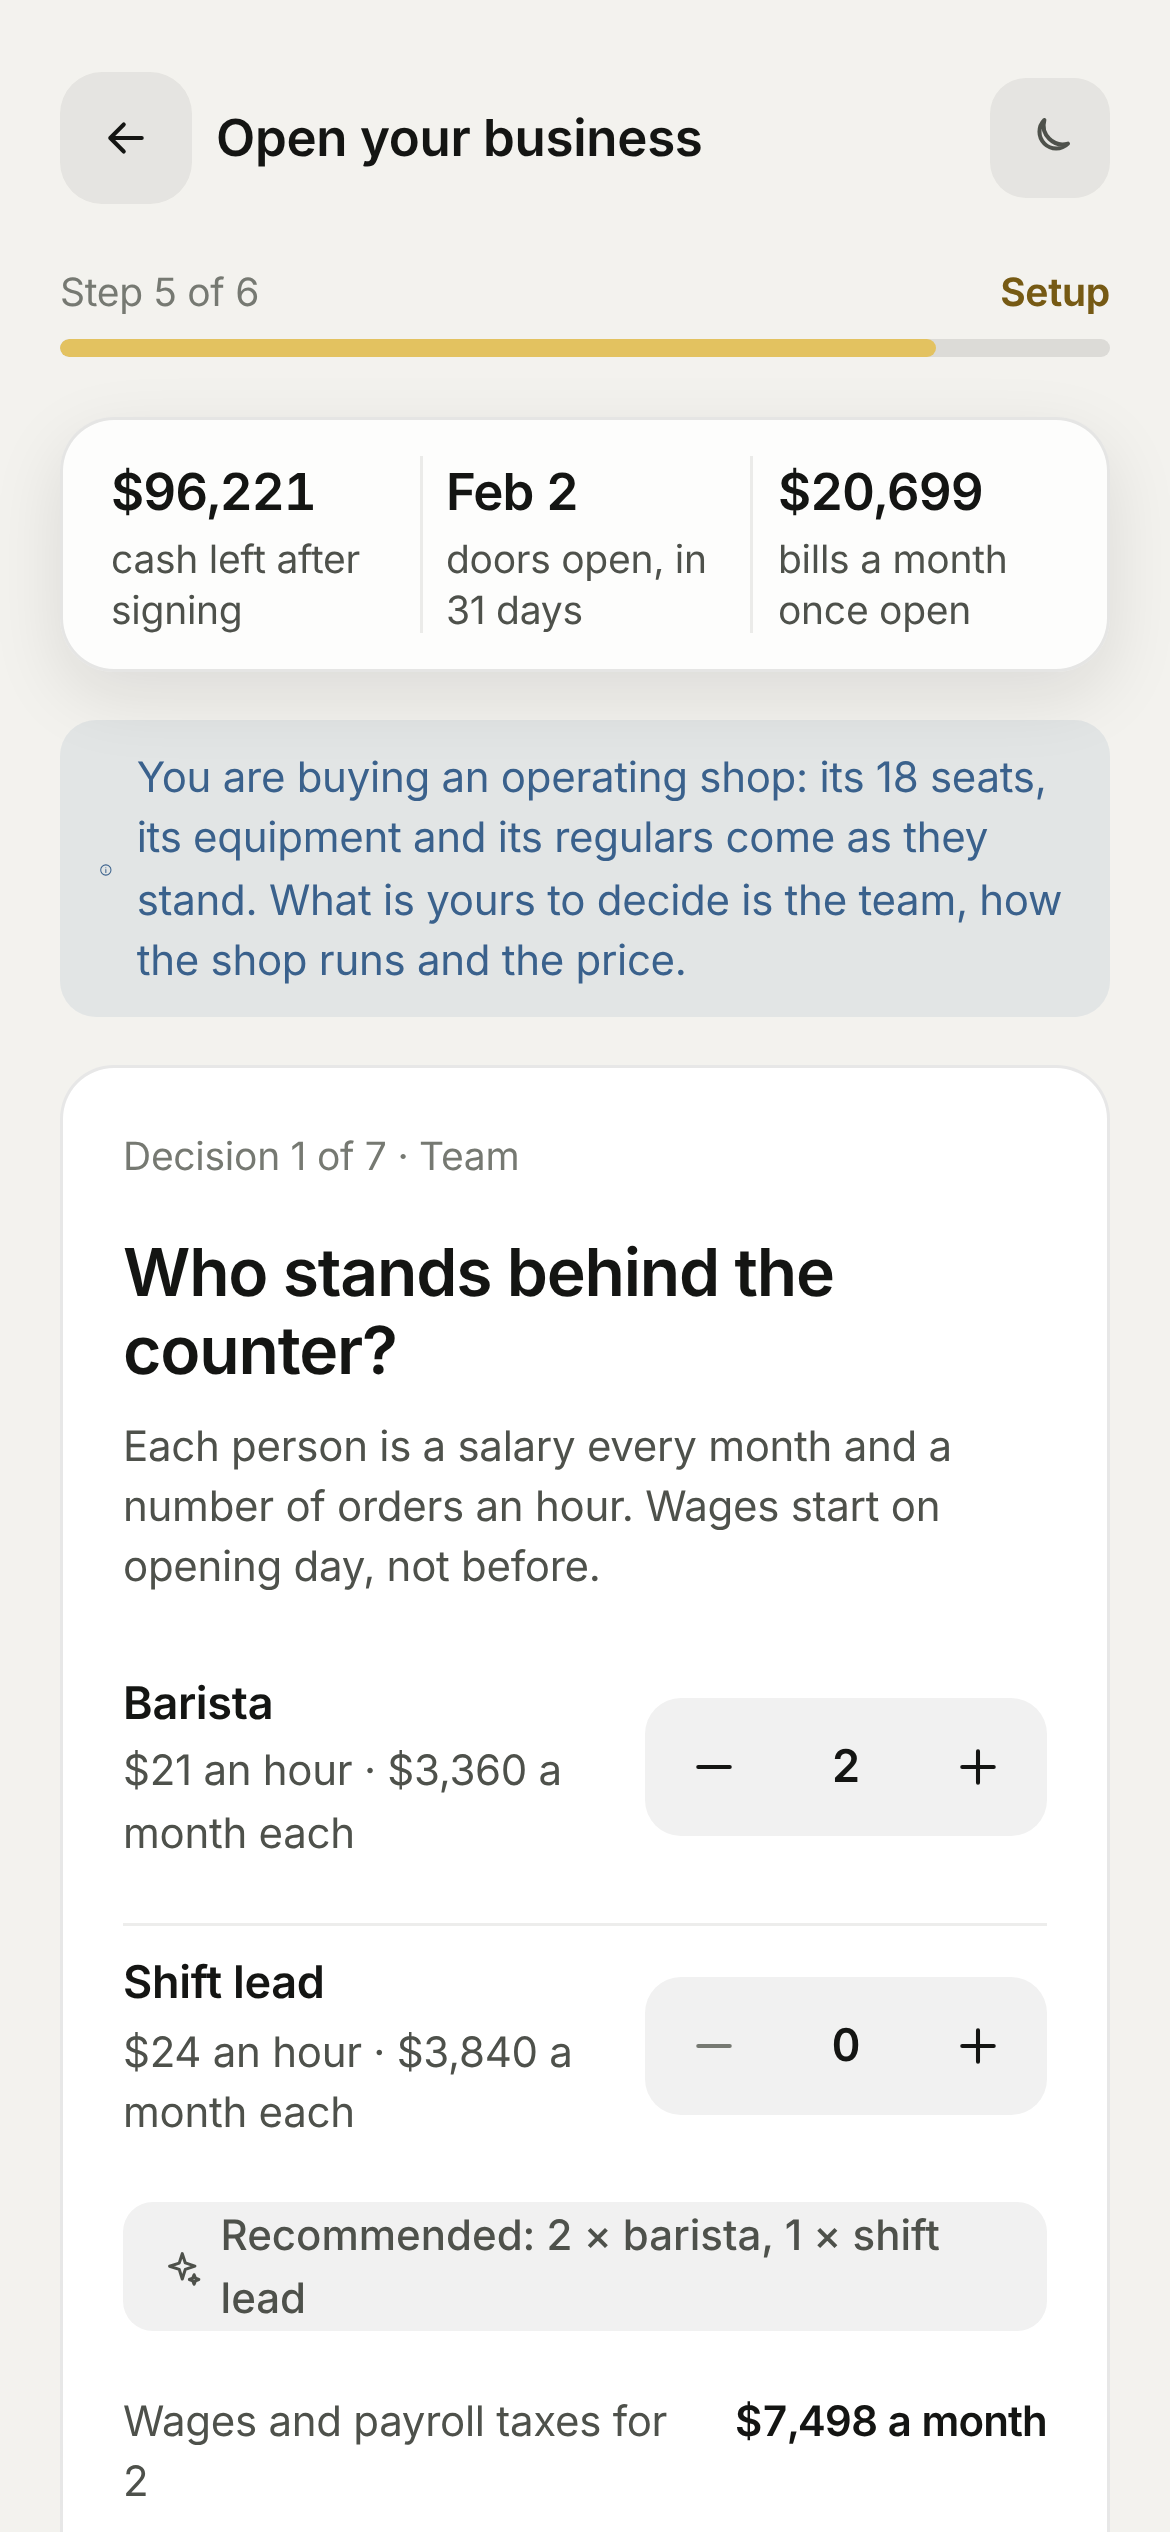 Open your business
Step 5 of 6
Setup
$96,221
cash left after
signing
Feb 2
doors open, in
31 days
$20,699
bills a month
once open
You are buying an operating shop: its 18 seats,
its equipment and its regulars come as they
stand. What is yours to decide is the team, how
the shop runs and the price.
Decision 1 of 7 · Team
Who stands behind the
counter?
Each person is a salary every month and a
number of orders an hour. Wages start on
opening day, not before.
Barista
$21 an hour · $3,360 a
month each
2
Shift lead
$24 an hour · $3,840 a
month each
0
Recommended: 2 × barista, 1 × shift
lead
Wages and payroll taxes for
2
$7,498 a month